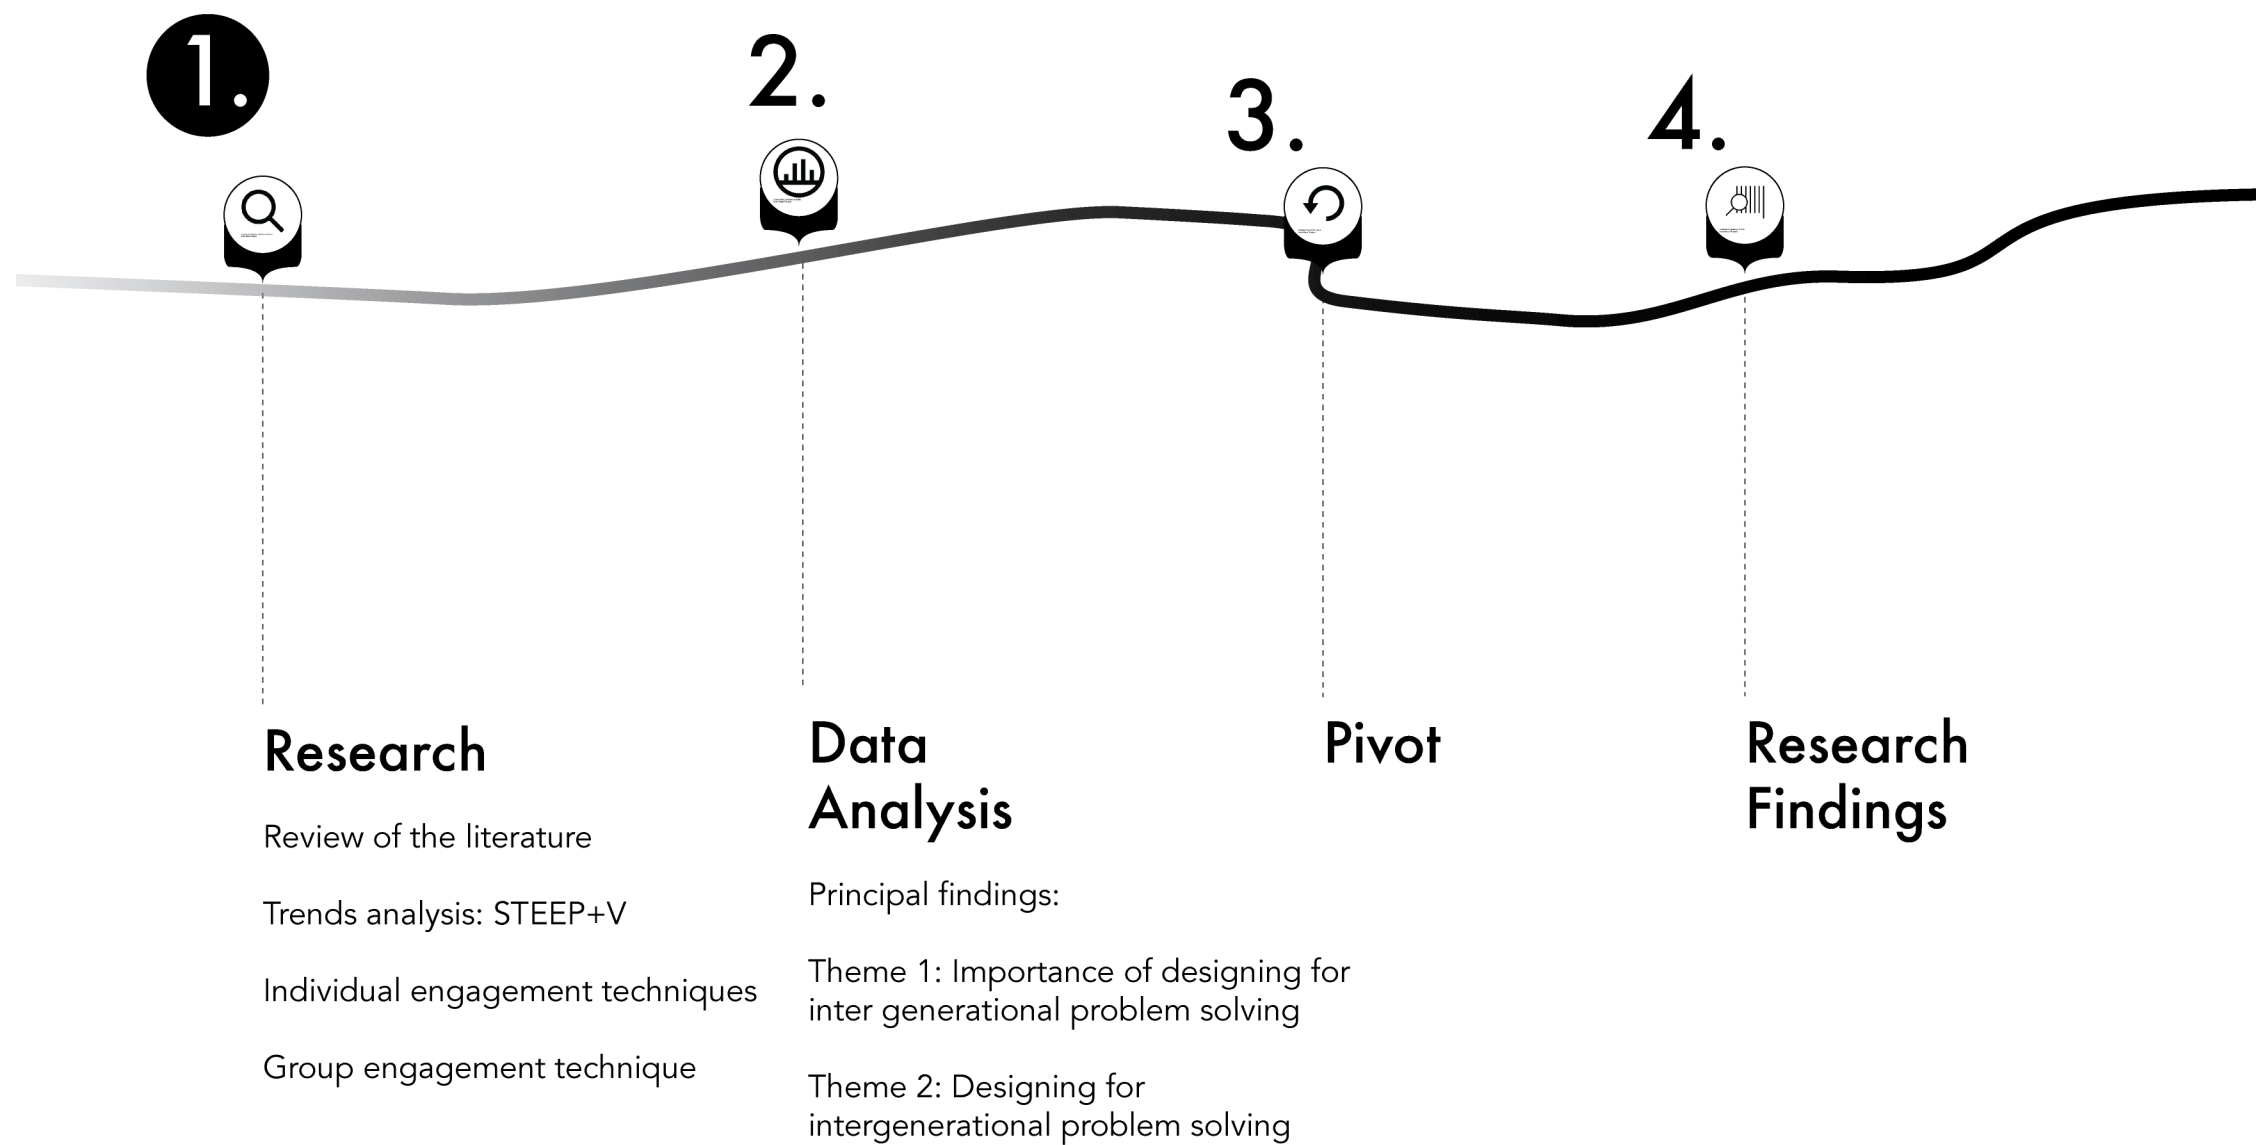 1.
2.
3.
4.
Research
Review of the literature
Trends analysis: STEEP+V
Individual engagement techniques
Group engagement technique
Data
Analysis
Principal findings:
Theme 1: Importance of designing for
inter generational problem solving
Theme 2: Designing for
intergenerational problem solving
Pivot
Research
Findings